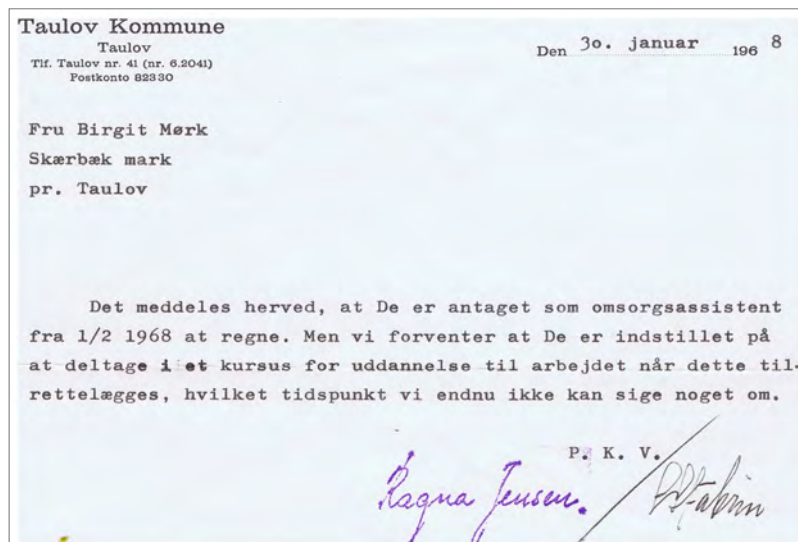 Taulov Kommune
Taulov
Tlf. Taulov nr. 41 (nr. 6.2041)
Postkonto 82330
Den 30. januar 1968
Fru Birgit Mørk
Skærbæk mark
pr. Taulov
Det meddeles herved, at De er antaget som omsorgsassistent
fra 1/2 1968 at regne. Men vi forventer at De er indstillet på
at deltage i et kursus for uddannelse til arbejdet når dette til-
rettelægges, hvilket tidspunkt vi endnu ikke kan sige noget om.
P. K. V.
Ragna Jensen. /